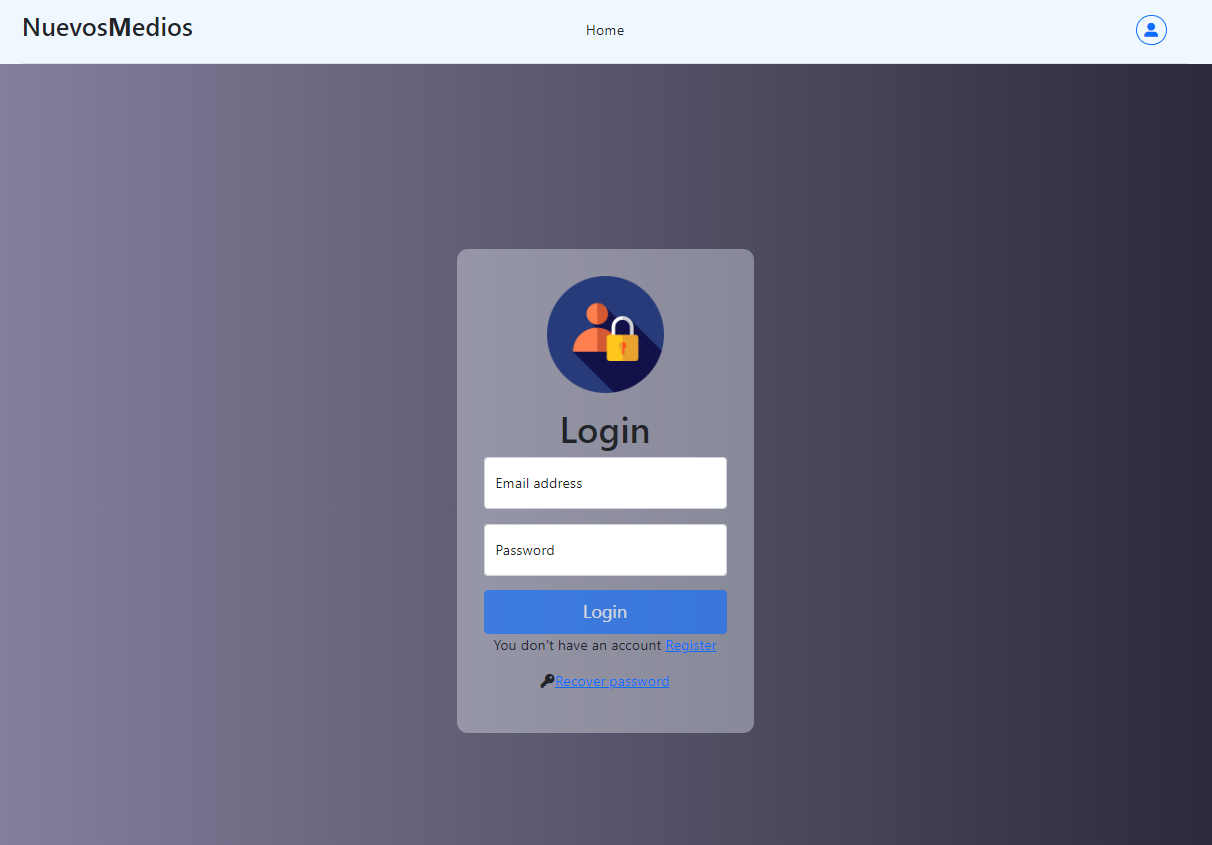 NuevosMedios
Home
Login
Email address
Password
Login
You don't have an account Register
Recover password